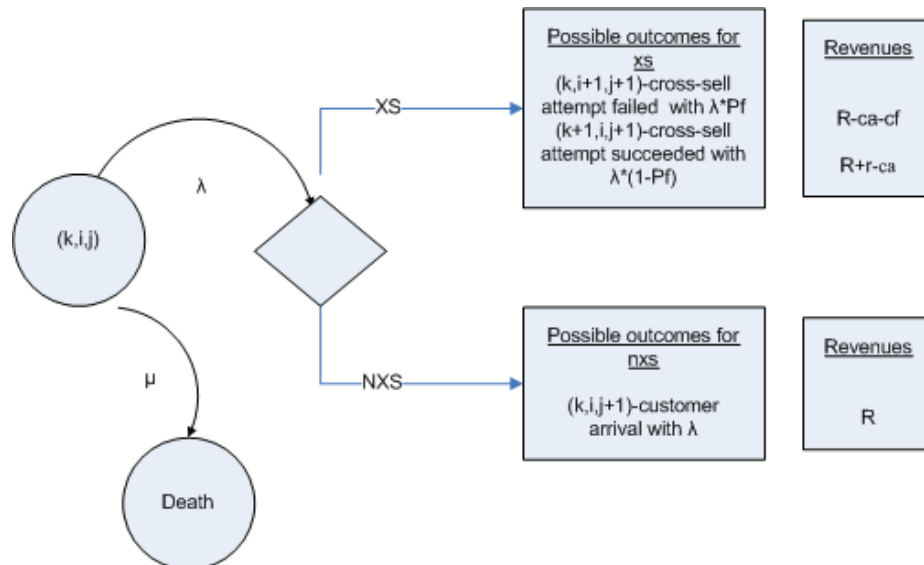 Possible outcomes for
xs
(k,i+1,j+1)-cross-sell
attempt failed with λ*Pf
(k+1,i,j+1)-cross-sell
attempt succeeded with
λ*(1-Pf)
Revenues
R-ca-cf
R+r-ca
XS
λ
(k,i,j)
μ
NXS
Possible outcomes for
nxs
(k,i,j+1)-customer
arrival with λ
Revenues
R
Death